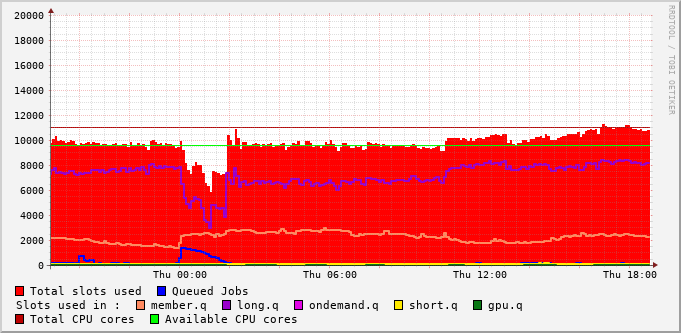 20000
18000
16000
14000
12000
10000
8000
6000
4000
2000
0
Thu 00:00 Thu 06:00 Thu 12:00 Thu 18:00
RRDTOOL / TOBI OETIKER
Total slots used Queued Jobs
Slots used in : member.q long.q ondemand.q short.q gpu.q
Total CPU cores Available CPU cores